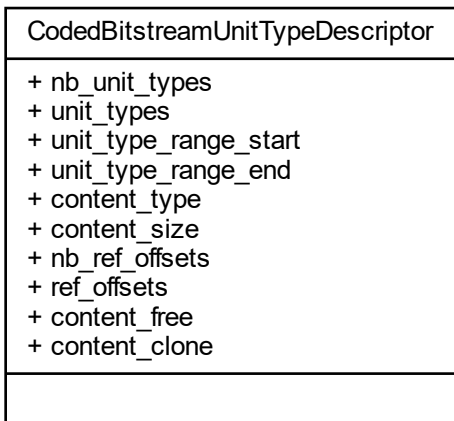 CodedBitstreamUnitTypeDescriptor
+ nb_unit_types
+ unit_types
+ unit_type_range_start
+ unit_type_range_end
+ content_type
+ content_size
+ nb_ref_offsets
+ ref_offsets
+ content_free
+ content_clone